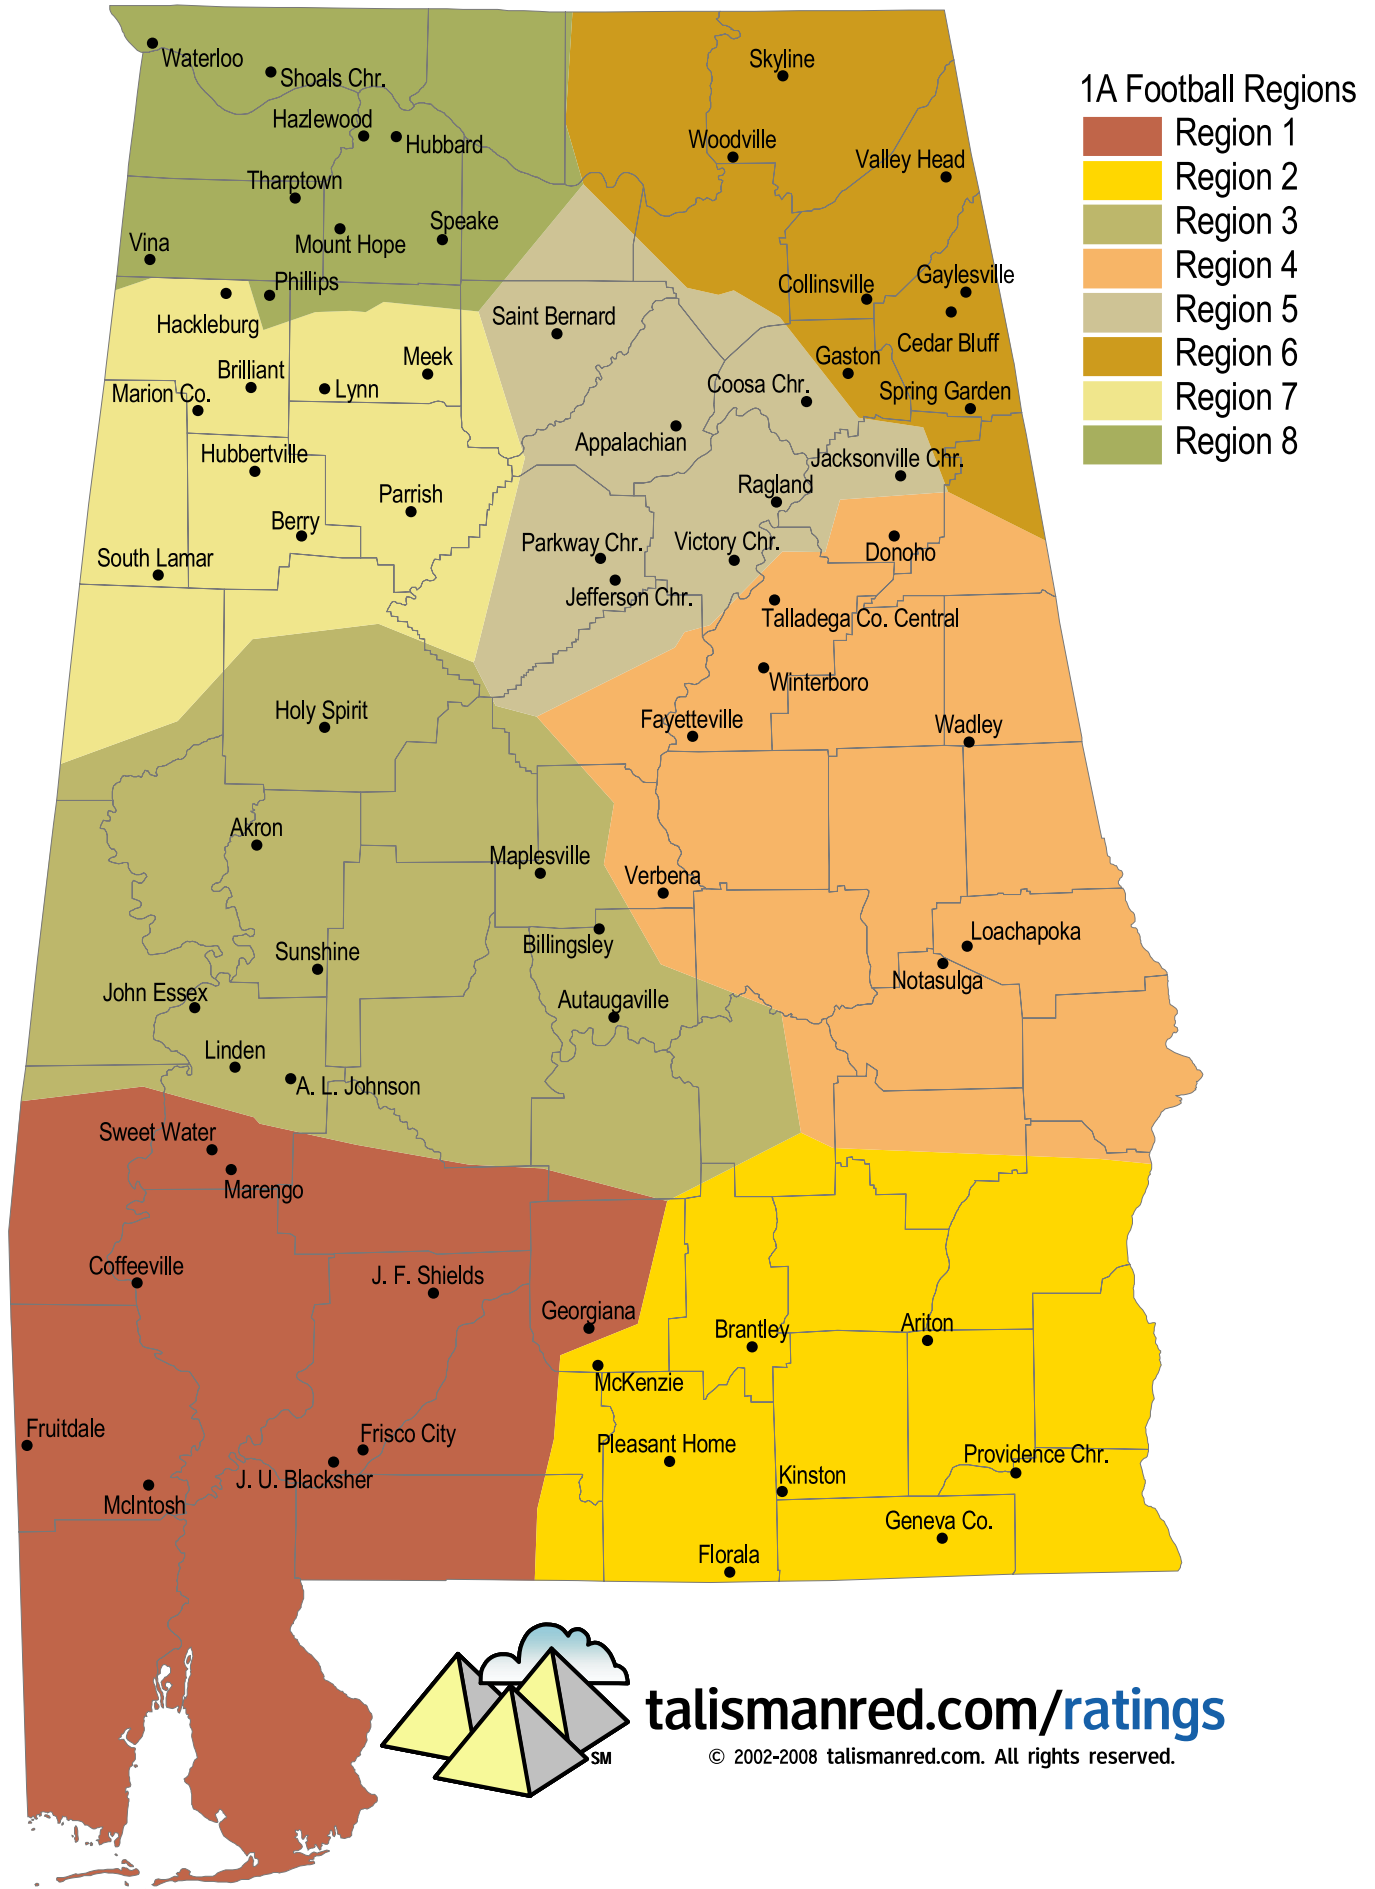 1A Football Regions
Region 1
Region 2
Region 3
Region 4
Region 5
Region 6
Region 7
Region 8
Waterloo
Shoals Chr.
Hazlewood
Hubbard
Tharptown
Mount Hope
Speake
Vina
Phillips
Skyline
Woodville
Valley Head
Collinsville
Gaylesville
Cedar Bluff
Gaston
Spring Garden
Hackleburg
Brilliant
Marion Co.
Lynn
Meek
Hubbertville
Parrish
Berry
South Lamar
Saint Bernard
Coosa Chr.
Appalachian
Jacksonville Chr.
Ragland
Parkway Chr.
Victory Chr.
Jefferson Chr.
Donoho
Talladega Co. Central
Winterboro
Fayetteville
Wadley
Verbena
Loachapoka
Notasulga
Holy Spirit
Akron
Maplesville
Sunshine
Billingsley
John Essex
Autaugaville
Linden
A. L. Johnson
Sweet Water
Marengo
Coffeeville
J. F. Shields
Georgiana
Fruitdale
Frisco City
J. U. Blacksher
McIntosh
Brantley
Ariton
McKenzie
Pleasant Home
Kinston
Providence Chr.
Geneva Co.
Florala
SM
talismanred.com/ratings
© 2002-2008 talismanred.com. All rights reserved.